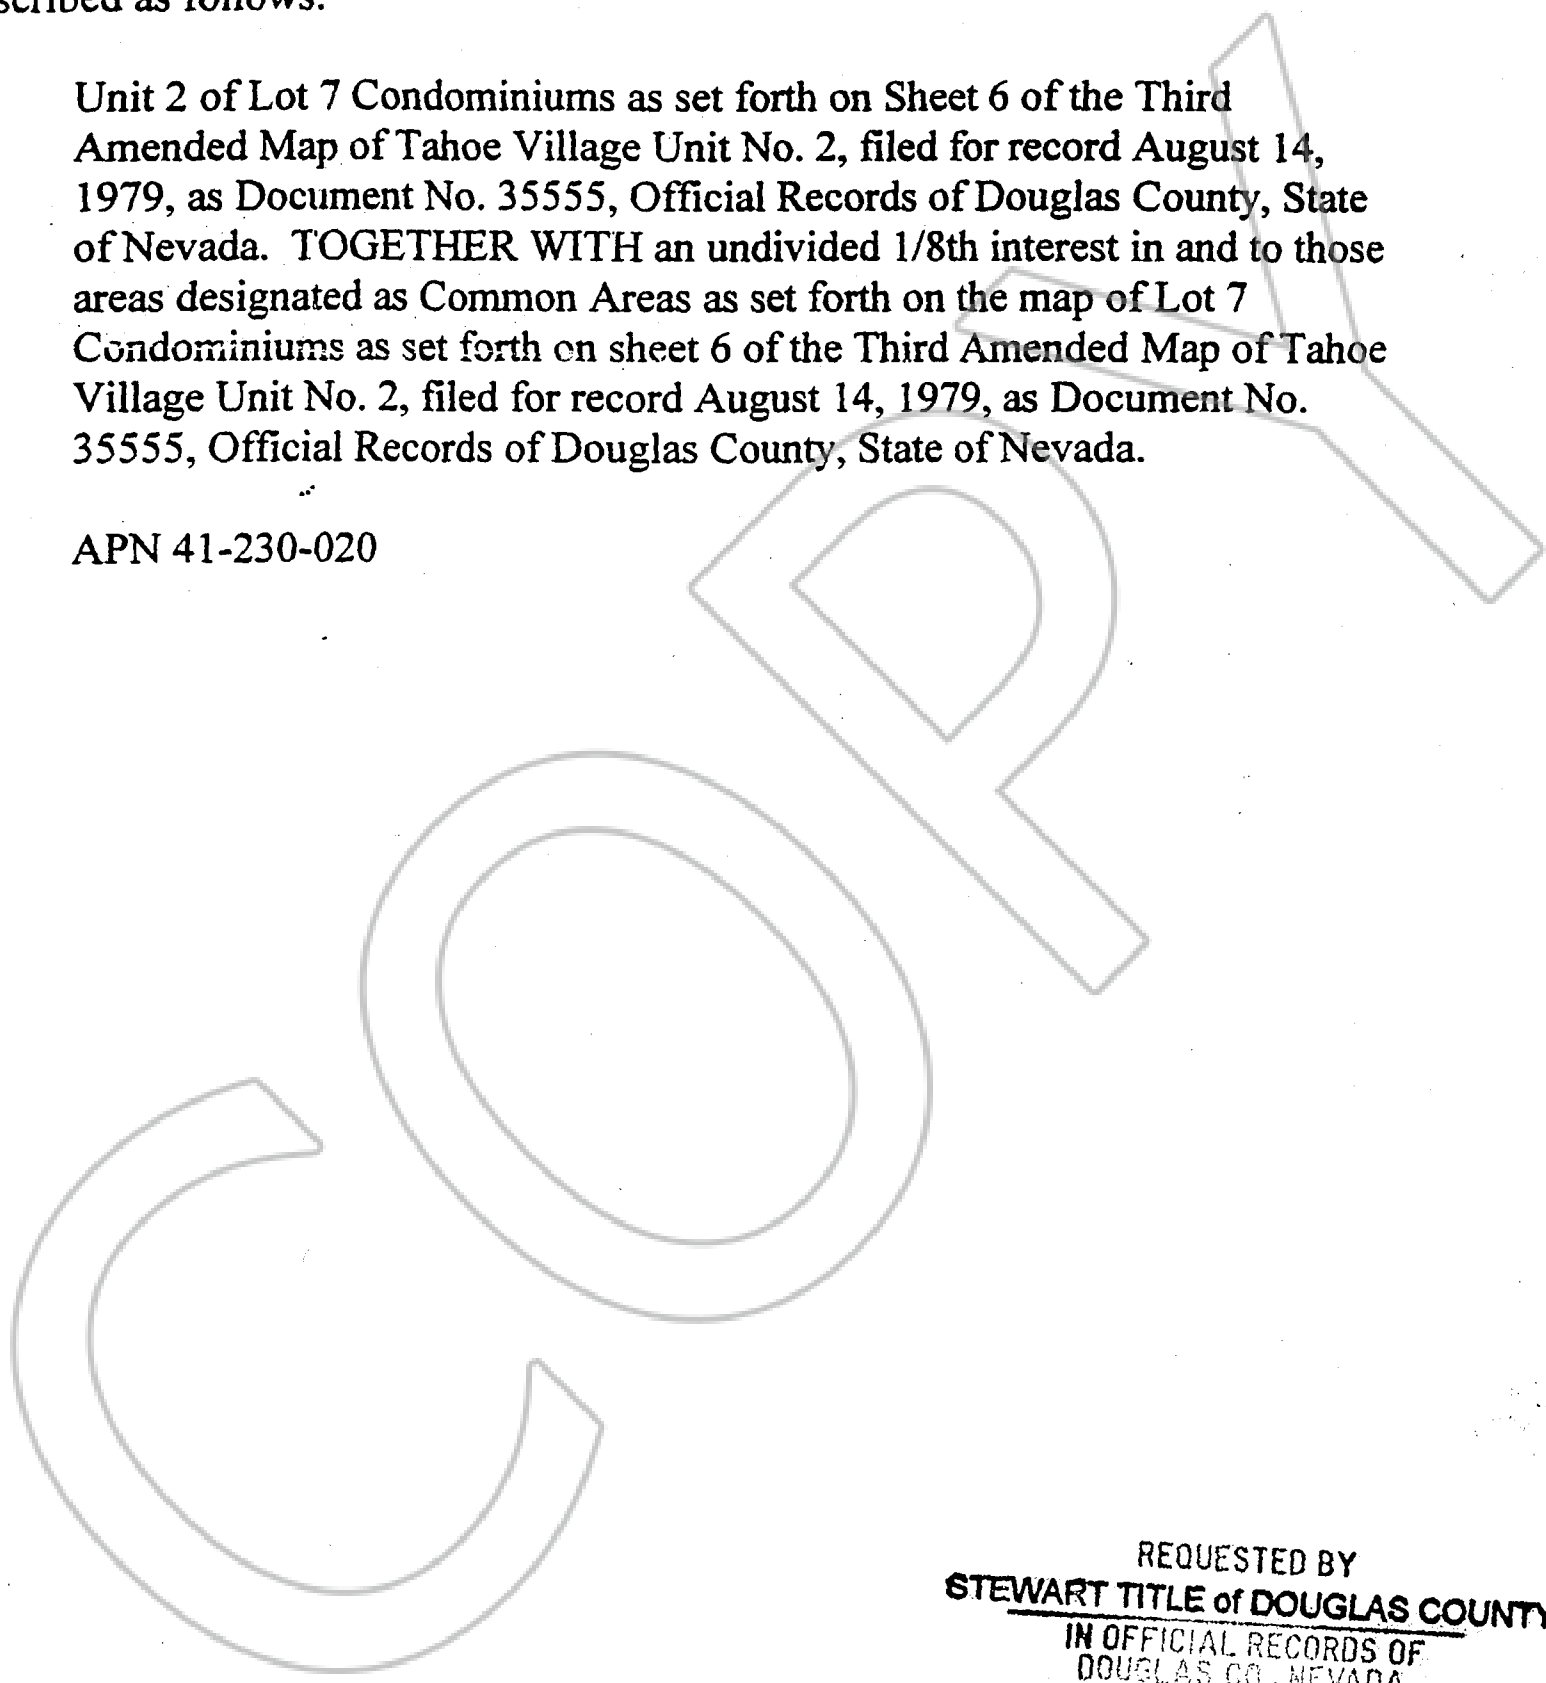 scribed as follows:
Unit 2 of Lot 7 Condominiums as set forth on Sheet 6 of the Third
Amended Map of Tahoe Village Unit No. 2, filed for record August 14,
1979, as Document No. 35555, Official Records of Douglas County, State
of Nevada. TOGETHER WITH an undivided 1/8th interest in and to those
areas designated as Common Areas as set forth on the map of Lot 7
Condominiums as set forth on sheet 6 of the Third Amended Map of Tahoe
Village Unit No. 2, filed for record August 14, 1979, as Document No.
35555, Official Records of Douglas County, State of Nevada.
APN 41-230-020
COPY
REQUESTED BY
STEWART TITLE of DOUGLAS COUNTY
IN OFFICIAL RECORDS OF
DOUGLAS CO., NEVADA